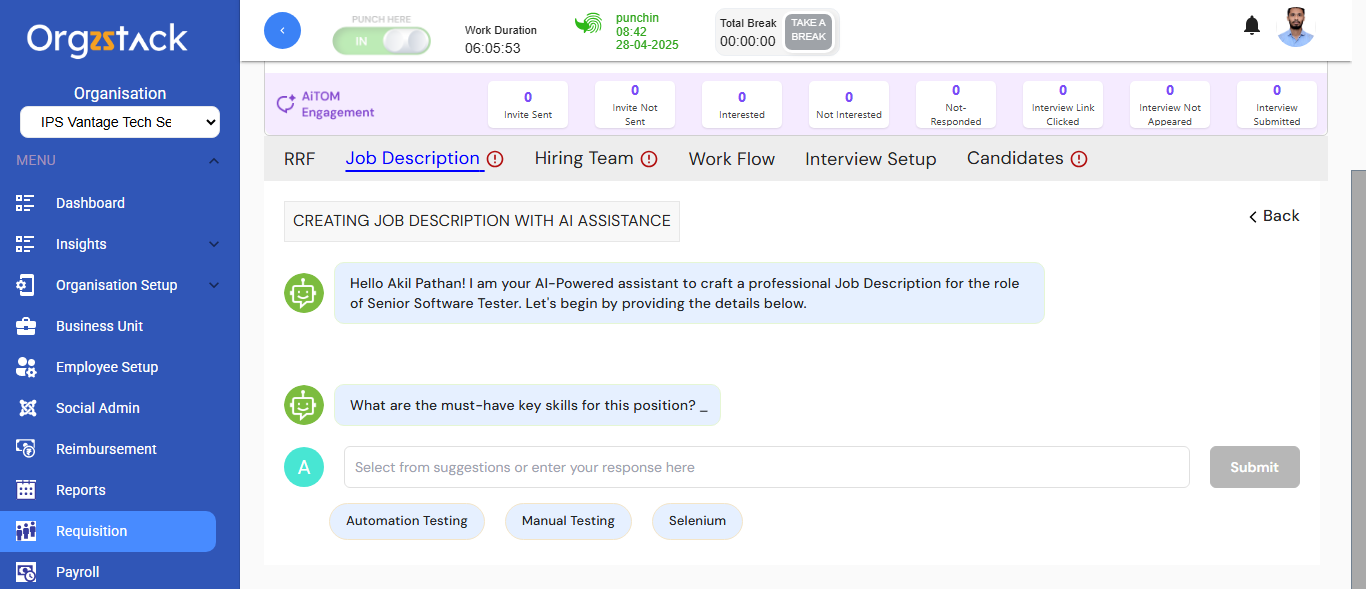 Orgzstack
Organisation
IPS Vantage Tech Se
MENU
Dashboard
Insights
Organisation Setup
Business Unit
Employee Setup
Social Admin
Reimbursement
Reports
Requisition
Payroll
PUNCH HERE
IN
Work Duration
06:05:53
punchin
08:42
28-04-2025
Total Break
00:00:00
TAKE A
BREAK
AiTOM
Engagement
0
Invite Sent
0
Invite Not
Sent
0
Interested
0
Not Interested
0
Not-
Responded
0
Interview Link
Clicked
0
Interview Not
Appeared
0
Interview
Submitted
RRF Job Description Hiring Team Work Flow Interview Setup Candidates
CREATING JOB DESCRIPTION WITH AI ASSISTANCE
Back
Hello Akil Pathan! I am your AI-Powered assistant to craft a professional Job Description for the role
of Senior Software Tester. Let's begin by providing the details below.
What are the must-have key skills for this position? _
A
Select from suggestions or enter your response here
Submit
Automation Testing Manual Testing Selenium